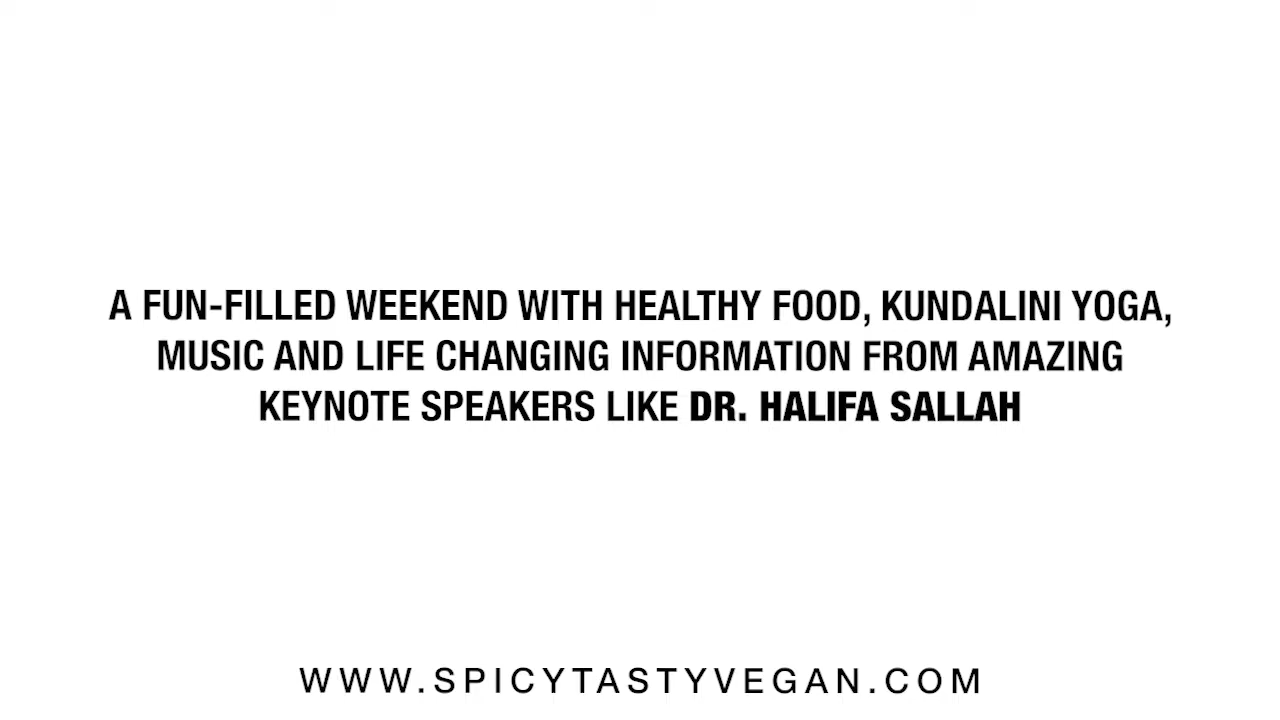 A FUN-FILLED WEEKEND WITH HEALTHY FOOD, KUNDALINI YOGA,
MUSIC AND LIFE CHANGING INFORMATION FROM AMAZING
KEYNOTE SPEAKERS LIKE DR. HALIFA SALLAH
WWW.SPICYTASTYVEGAN.COM